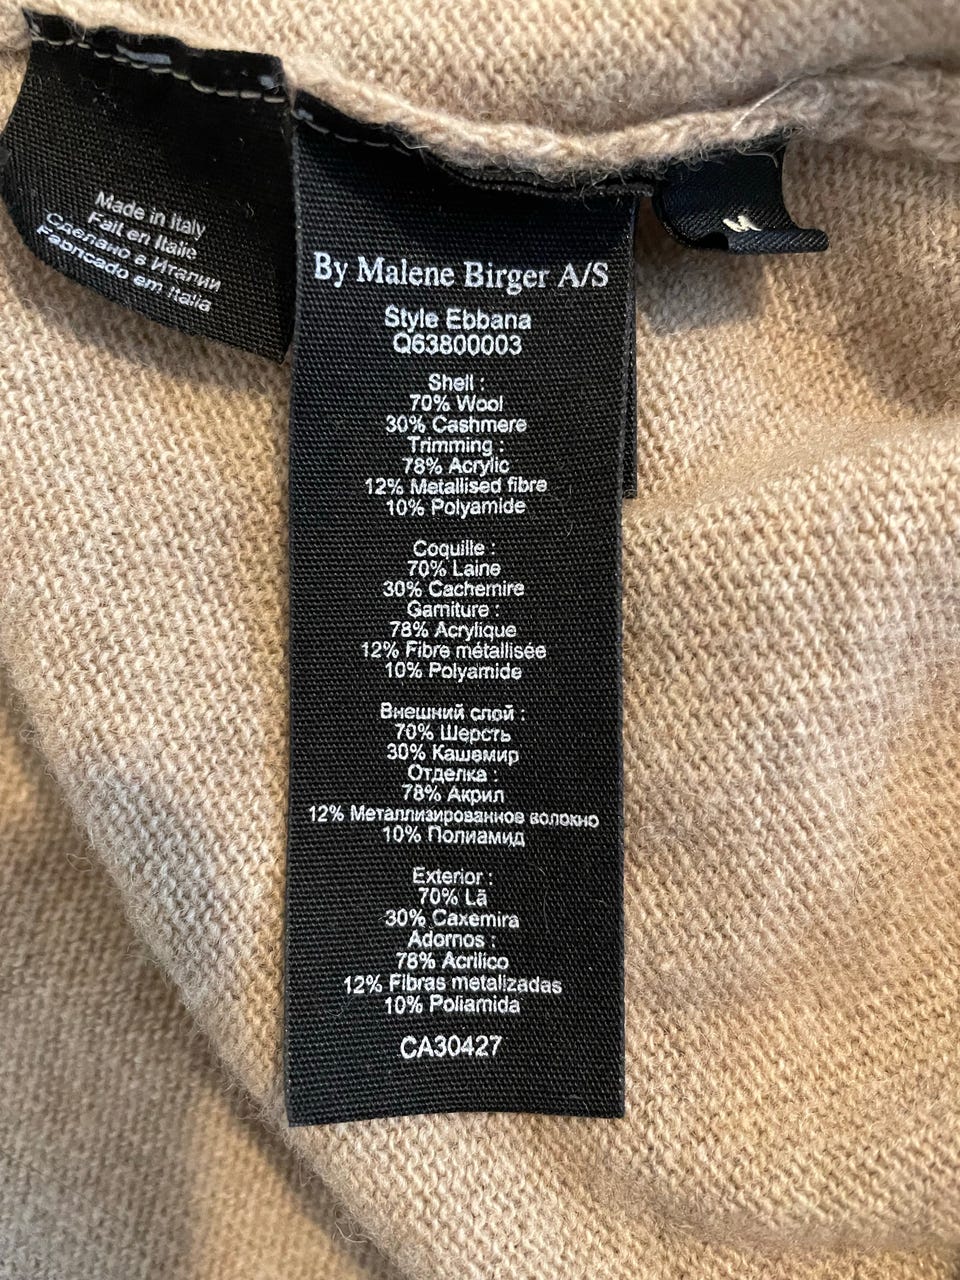 Made in Italy
Fait en Italie
Сделано в Италии
Fabricado em Italia
By Malene Birger A/S
Style Ebbana
Q63800003
Shell :
70% Wool
30% Cashmere
Trimming :
78% Acrylic
12% Metallised fibre
10% Polyamide
Coquille :
70% Laine
30% Cachemire
Garniture :
78% Acrylique
12% Fibre métallisée
10% Polyamide
Внешний слой :
70% Шерсть
30% Кашемир
Отделка :
78% Акрил
12% Металлизированное волокно
10% Полиамид
Exterior :
70% Lã
30% Caxemira
Adornos :
78% Acrilico
12% Fibras metalizadas
10% Poliamida
CA30427
M